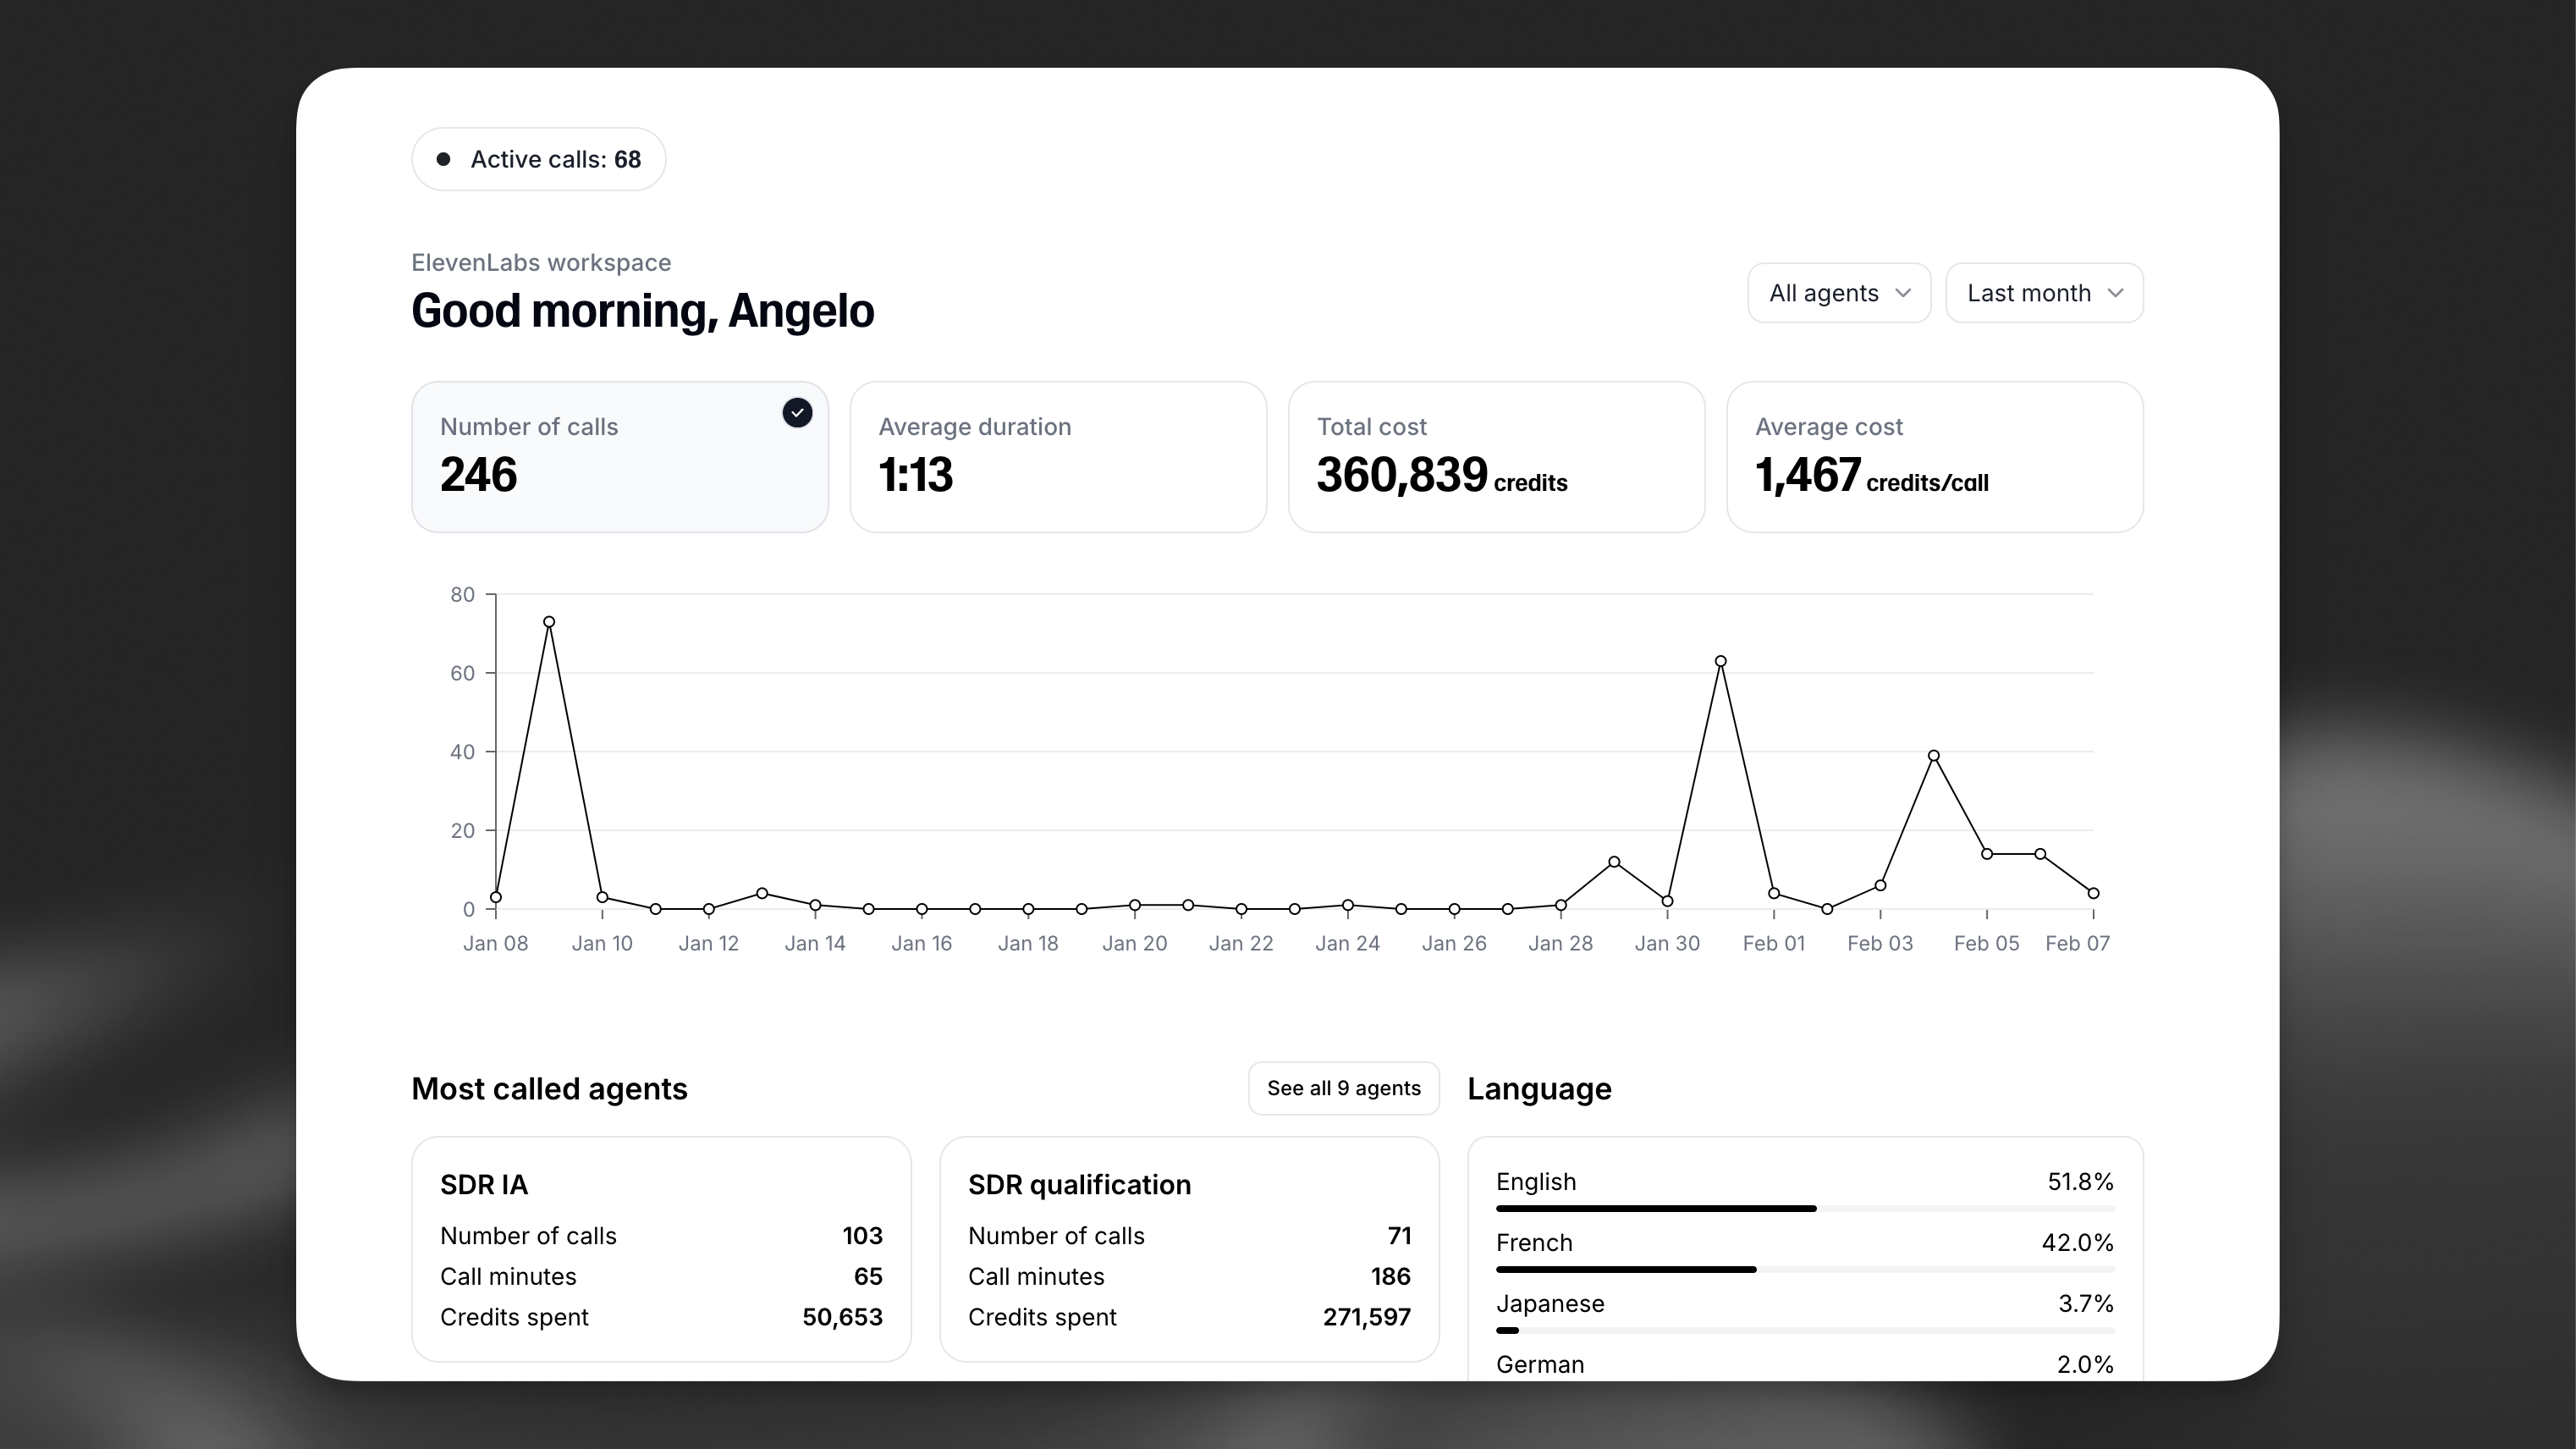 Active calls: 68
ElevenLabs workspace
Good morning, Angelo
All agents
Last month
Number of calls
246
Average duration
1:13
Total cost
360,839 credits
Average cost
1,467 credits/call
80
60
40
20
0
Jan 08 Jan 10 Jan 12 Jan 14 Jan 16 Jan 18 Jan 20 Jan 22 Jan 24 Jan 26 Jan 28 Jan 30 Feb 01 Feb 03 Feb 05 Feb 07
Most called agents
See all 9 agents
SDR IA
Number of calls 103
Call minutes 65
Credits spent 50,653
SDR qualification
Number of calls 71
Call minutes 186
Credits spent 271,597
Language
English 51.8%
French 42.0%
Japanese 3.7%
German 2.0%